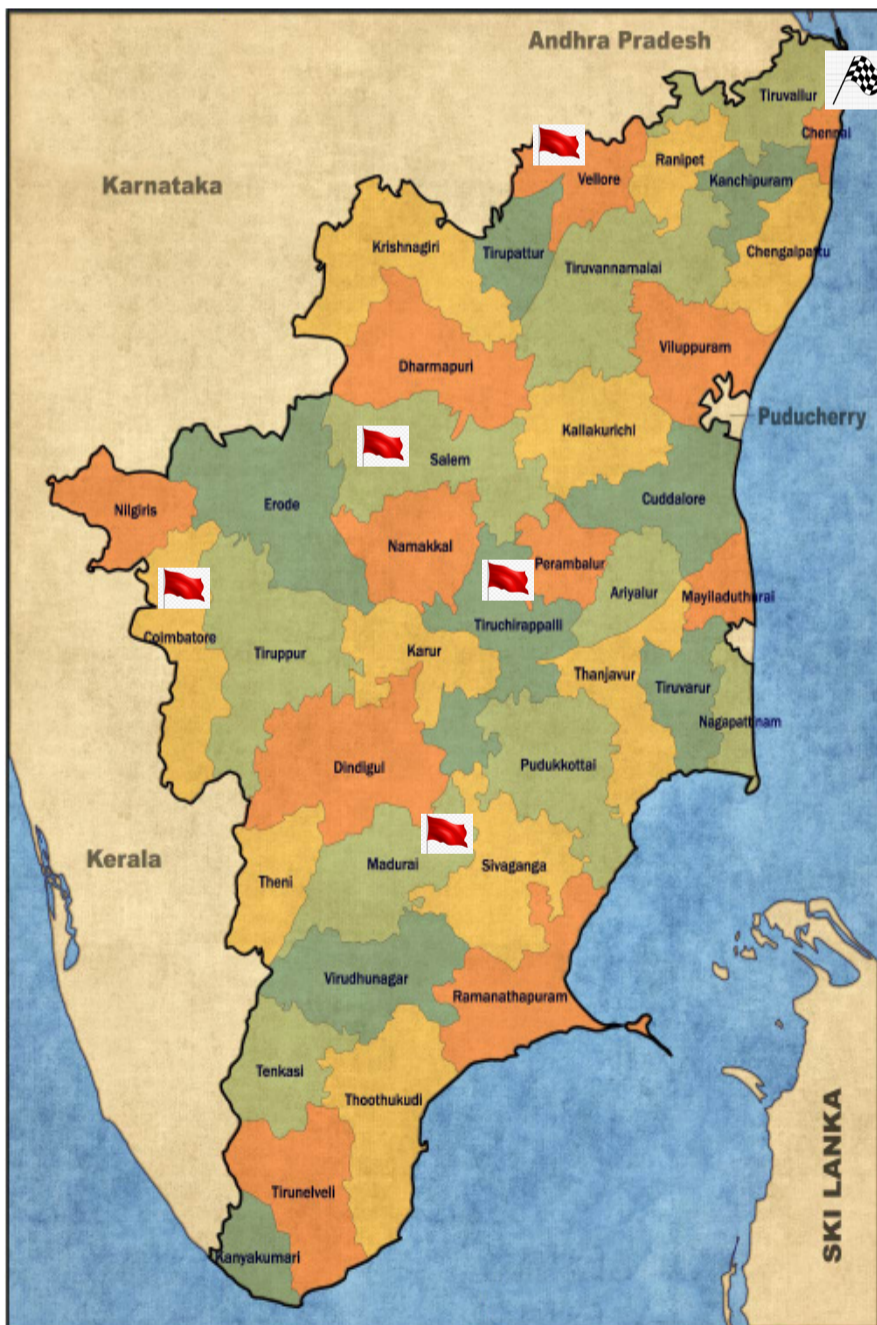 Andhra Pradesh
Tiruvallur
Chennai
Ranipet
Vellore
Kanchipuram
Karnataka
Krishnagiri
Tirupattur
Chengalpattu
Tiruvannamalai
Viluppuram
Dharmapuri
Puducherry
Kallakurichi
Salem
Cuddalore
Erode
Nilgiris
Namakkal
Perambalur
Ariyalur
Mayiladutharai
Tiruchirappalli
Coimbatore
Karur
Tiruppur
Thanjavur
Tiruvarur
Nagapattinam
Pudukkottai
Dindigul
Kerala
Madurai
Sivaganga
Theni
Virudhunagar
Ramanathapuram
Tenkasi
Thoothukudi
SKI LANKA
Tirunelveli
Kanyakumari